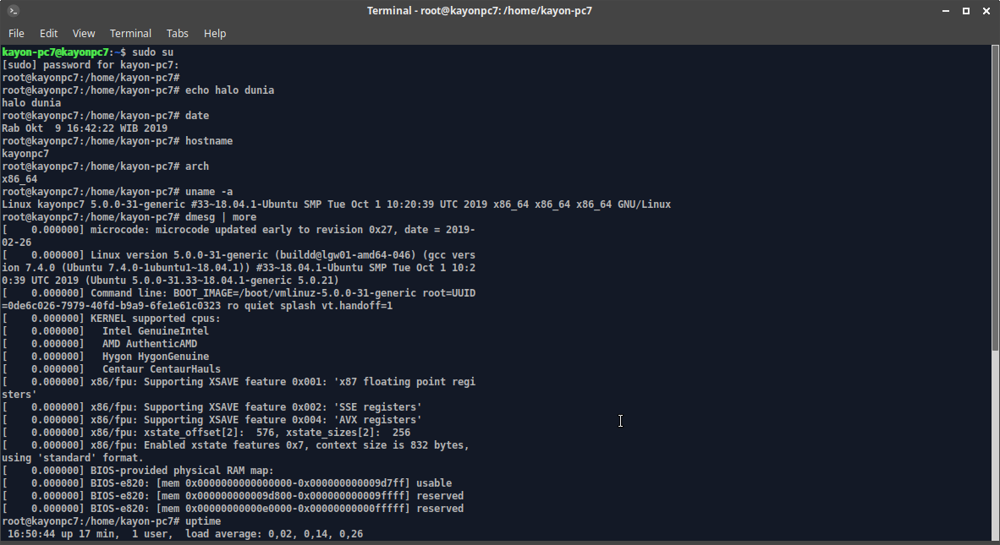 Terminal - root@kayonpc7: /home/kayon-pc7
File Edit View Terminal Tabs Help
kayon-pc7@kayonpc7:~$ sudo su
[sudo] password for kayon-pc7:
root@kayonpc7:/home/kayon-pc7#
root@kayonpc7:/home/kayon-pc7# echo halo dunia
halo dunia
root@kayonpc7:/home/kayon-pc7# date
Rab Okt  9 16:42:22 WIB 2019
root@kayonpc7:/home/kayon-pc7# hostname
kayonpc7
root@kayonpc7:/home/kayon-pc7# arch
x86_64
root@kayonpc7:/home/kayon-pc7# uname -a
Linux kayonpc7 5.0.0-31-generic #33~18.04.1-Ubuntu SMP Tue Oct 1 10:20:39 UTC 2019 x86_64 x86_64 x86_64 GNU/Linux
root@kayonpc7:/home/kayon-pc7# dmesg | more
[    0.000000] microcode: microcode updated early to revision 0x27, date = 2019-
02-26
[    0.000000] Linux version 5.0.0-31-generic (buildd@lgw01-amd64-046) (gcc vers
ion 7.4.0 (Ubuntu 7.4.0-1ubuntu1~18.04.1)) #33~18.04.1-Ubuntu SMP Tue Oct 1 10:2
0:39 UTC 2019 (Ubuntu 5.0.0-31.33~18.04.1-generic 5.0.21)
[    0.000000] Command line: BOOT_IMAGE=/boot/vmlinuz-5.0.0-31-generic root=UUID
=0de6c026-7979-40fd-b9a9-6fe1e61c0323 ro quiet splash vt.handoff=1
[    0.000000] KERNEL supported cpus:
[    0.000000]   Intel GenuineIntel
[    0.000000]   AMD AuthenticAMD
[    0.000000]   Hygon HygonGenuine
[    0.000000]   Centaur CentaurHauls
[    0.000000] x86/fpu: Supporting XSAVE feature 0x001: 'x87 floating point regi
sters'
[    0.000000] x86/fpu: Supporting XSAVE feature 0x002: 'SSE registers'
[    0.000000] x86/fpu: Supporting XSAVE feature 0x004: 'AVX registers'
[    0.000000] x86/fpu: xstate_offset[2]:  576, xstate_sizes[2]:  256
[    0.000000] x86/fpu: Enabled xstate features 0x7, context size is 832 bytes,
using 'standard' format.
[    0.000000] BIOS-provided physical RAM map:
[    0.000000] BIOS-e820: [mem 0x0000000000000000-0x000000000009d7ff] usable
[    0.000000] BIOS-e820: [mem 0x000000000009d800-0x000000000009ffff] reserved
[    0.000000] BIOS-e820: [mem 0x00000000000e0000-0x00000000000fffff] reserved
root@kayonpc7:/home/kayon-pc7# uptime
 16:50:44 up 17 min,  1 user,  load average: 0,02, 0,14, 0,26